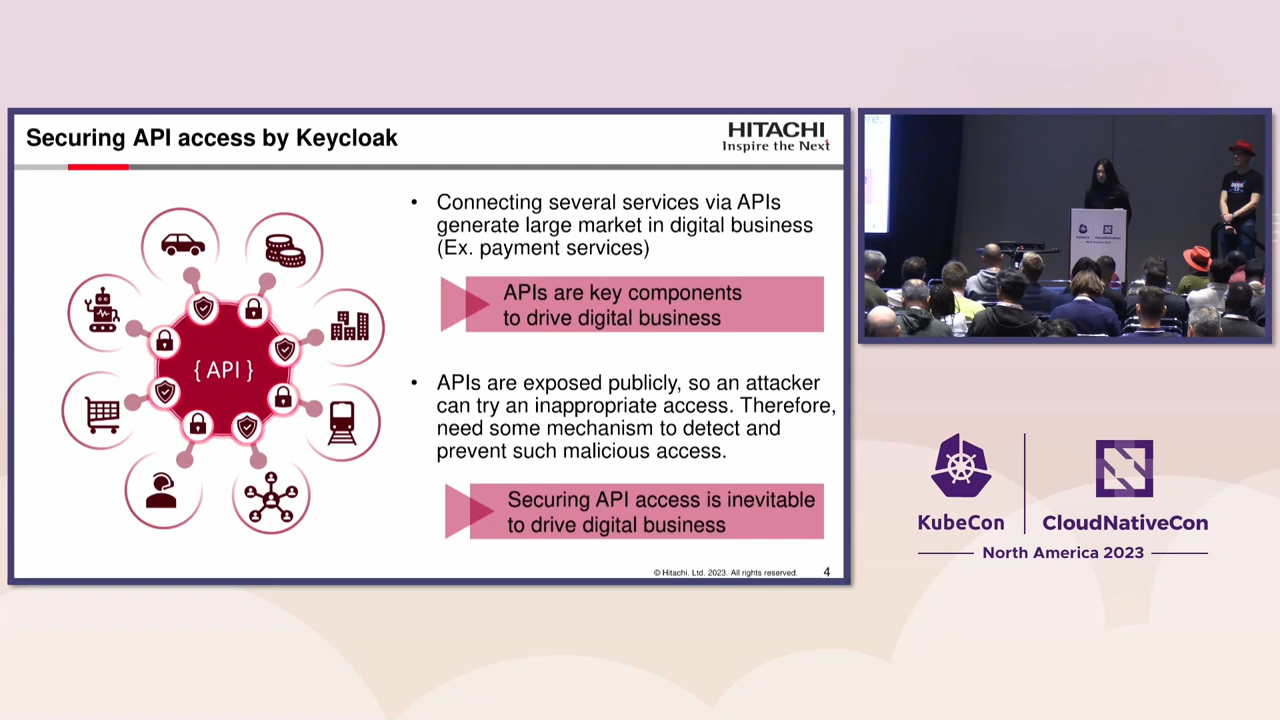 Securing API access by Keycloak
HITACHI
Inspire the Next
{ API }
• Connecting several services via APIs
generate large market in digital business
(Ex. payment services)
APIs are key components
to drive digital business
• APIs are exposed publicly, so an attacker
can try an inappropriate access. Therefore,
need some mechanism to detect and
prevent such malicious access.
Securing API access is inevitable
to drive digital business
© Hitachi, Ltd. 2023. All rights reserved.
4
re.
KubeCon
CloudNativeCon
North America 2023